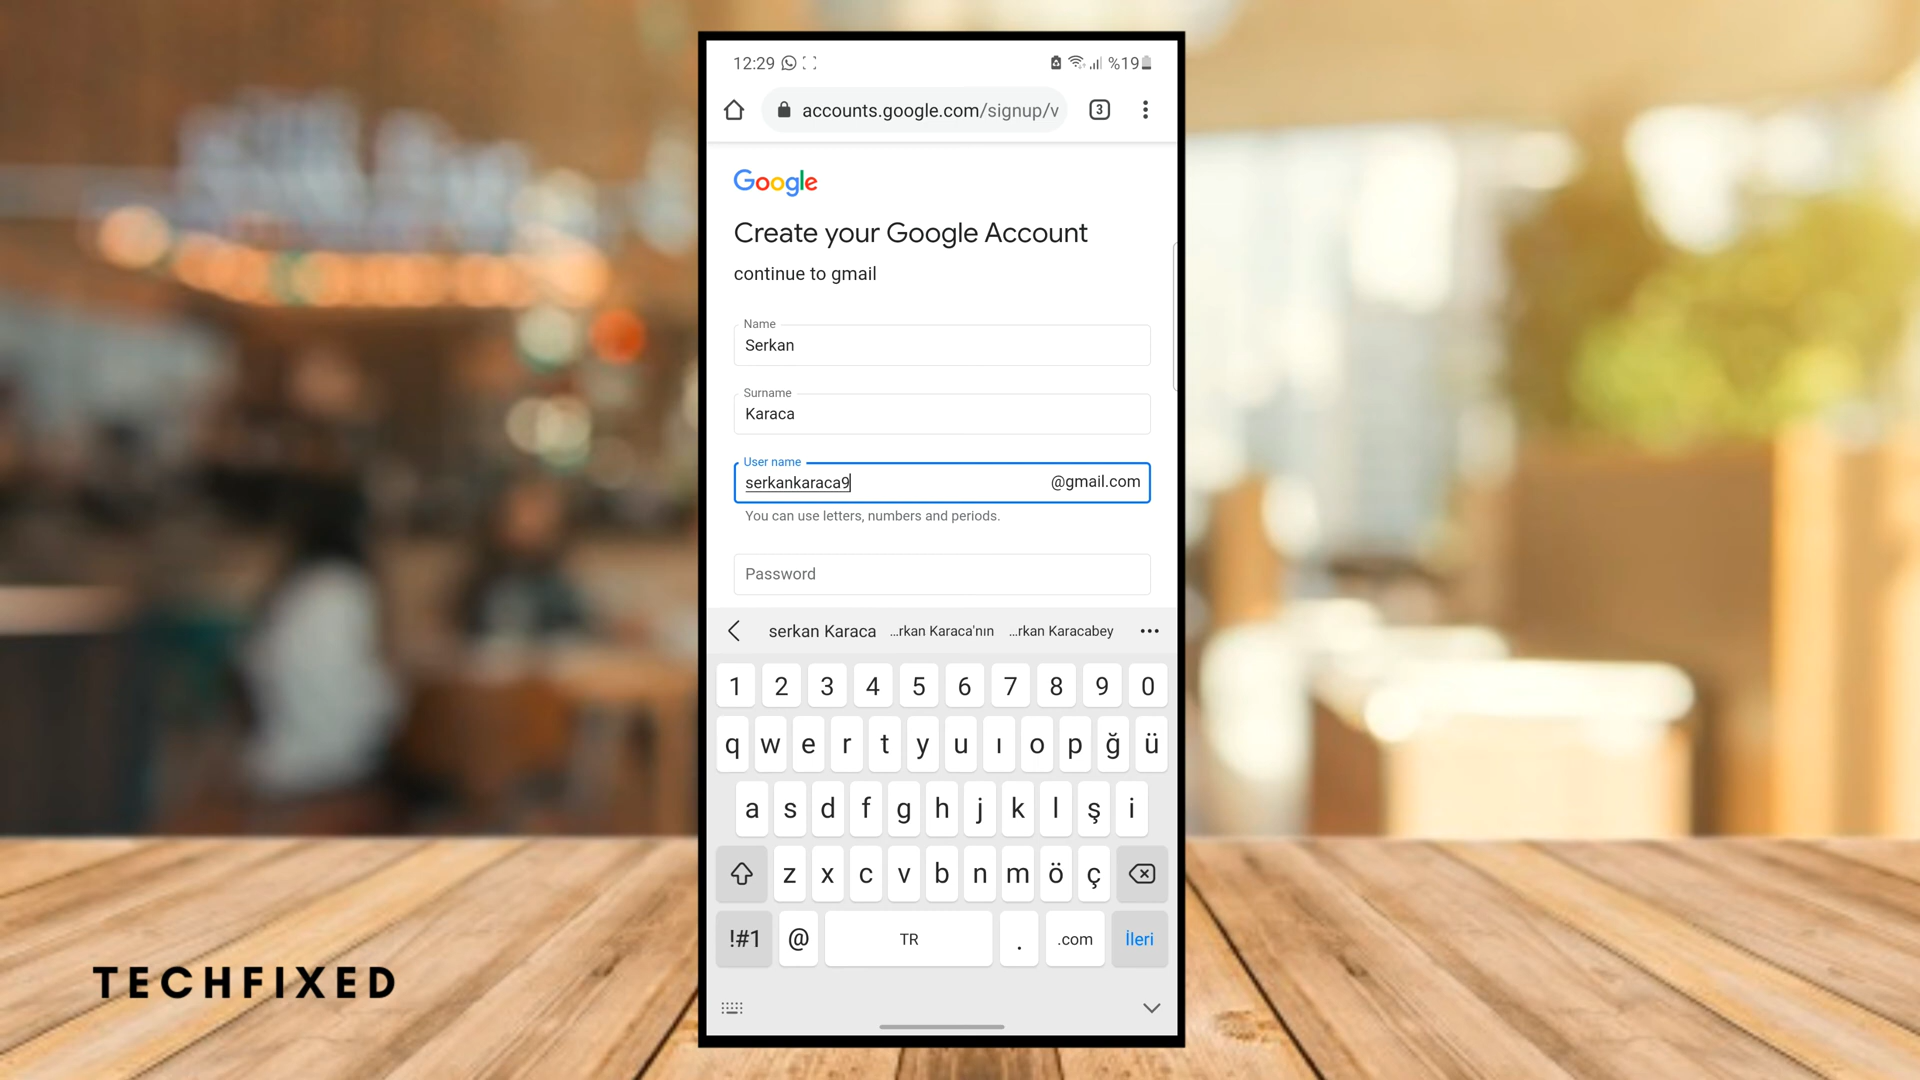 12:29 %19
accounts.google.com/signup/v 3
Google
Create your Google Account
continue to gmail
Name
Serkan
Surname
Karaca
User name
serkankaraca9 @gmail.com
You can use letters, numbers and periods.
Password
serkan Karaca ...rkan Karaca'nın ...rkan Karacabey
1 2 3 4 5 6 7 8 9 0
q w e r t y u ı o p ğ ü
a s d f g h j k l ş i
z x c v b n m ö ç
!#1 @ TR . .com İleri
TECHFIXED